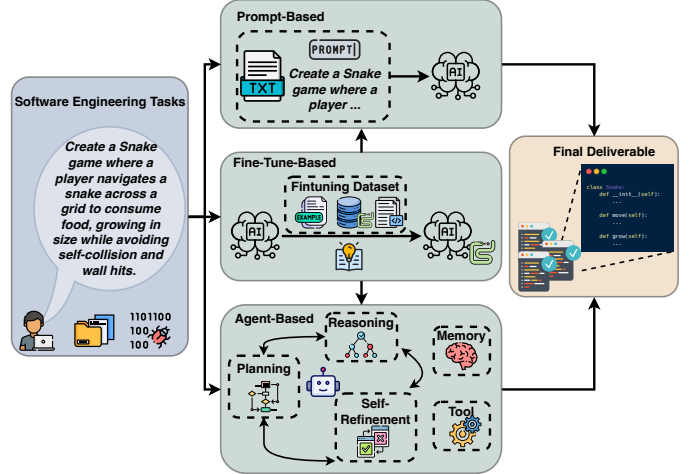 Software Engineering Tasks
Create a Snake
game where a
player navigates a
snake across a
grid to consume
food, growing in
size while avoiding
self-collision and
wall hits.
1101100
100
100
Prompt-Based
TXT
PROMPT
Create a Snake
game where a
player ...
AI
Fine-Tune-Based
Fintuning Dataset
EXAMPLE
AI
AI
Agent-Based
Reasoning
Planning
Self-
Refinement
Memory
Tool
Final Deliverable
class Snake:
def __init__(self):
...
def move(self):
...
def grow(self):
...